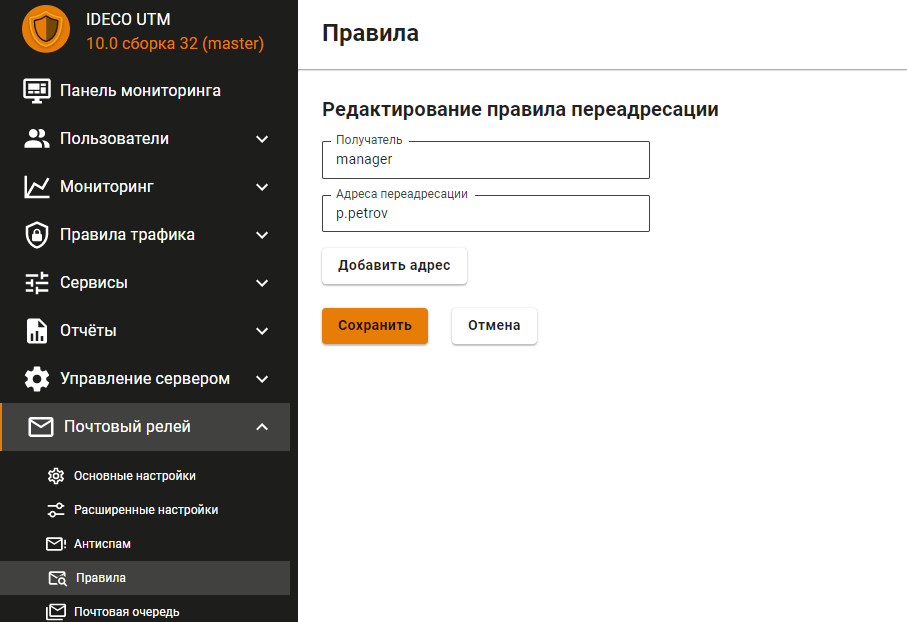 IDECO UTM
10.0 сборка 32 (master)
Панель мониторинга
Пользователи
Мониторинг
Правила трафика
Сервисы
Отчёты
Управление сервером
Почтовый релей
Основные настройки
Расширенные настройки
Антиспам
Правила
Почтовая очередь
Правила
Редактирование правила переадресации
Получатель
manager
Адреса переадресации
p.petrov
Добавить адрес
Сохранить
Отмена